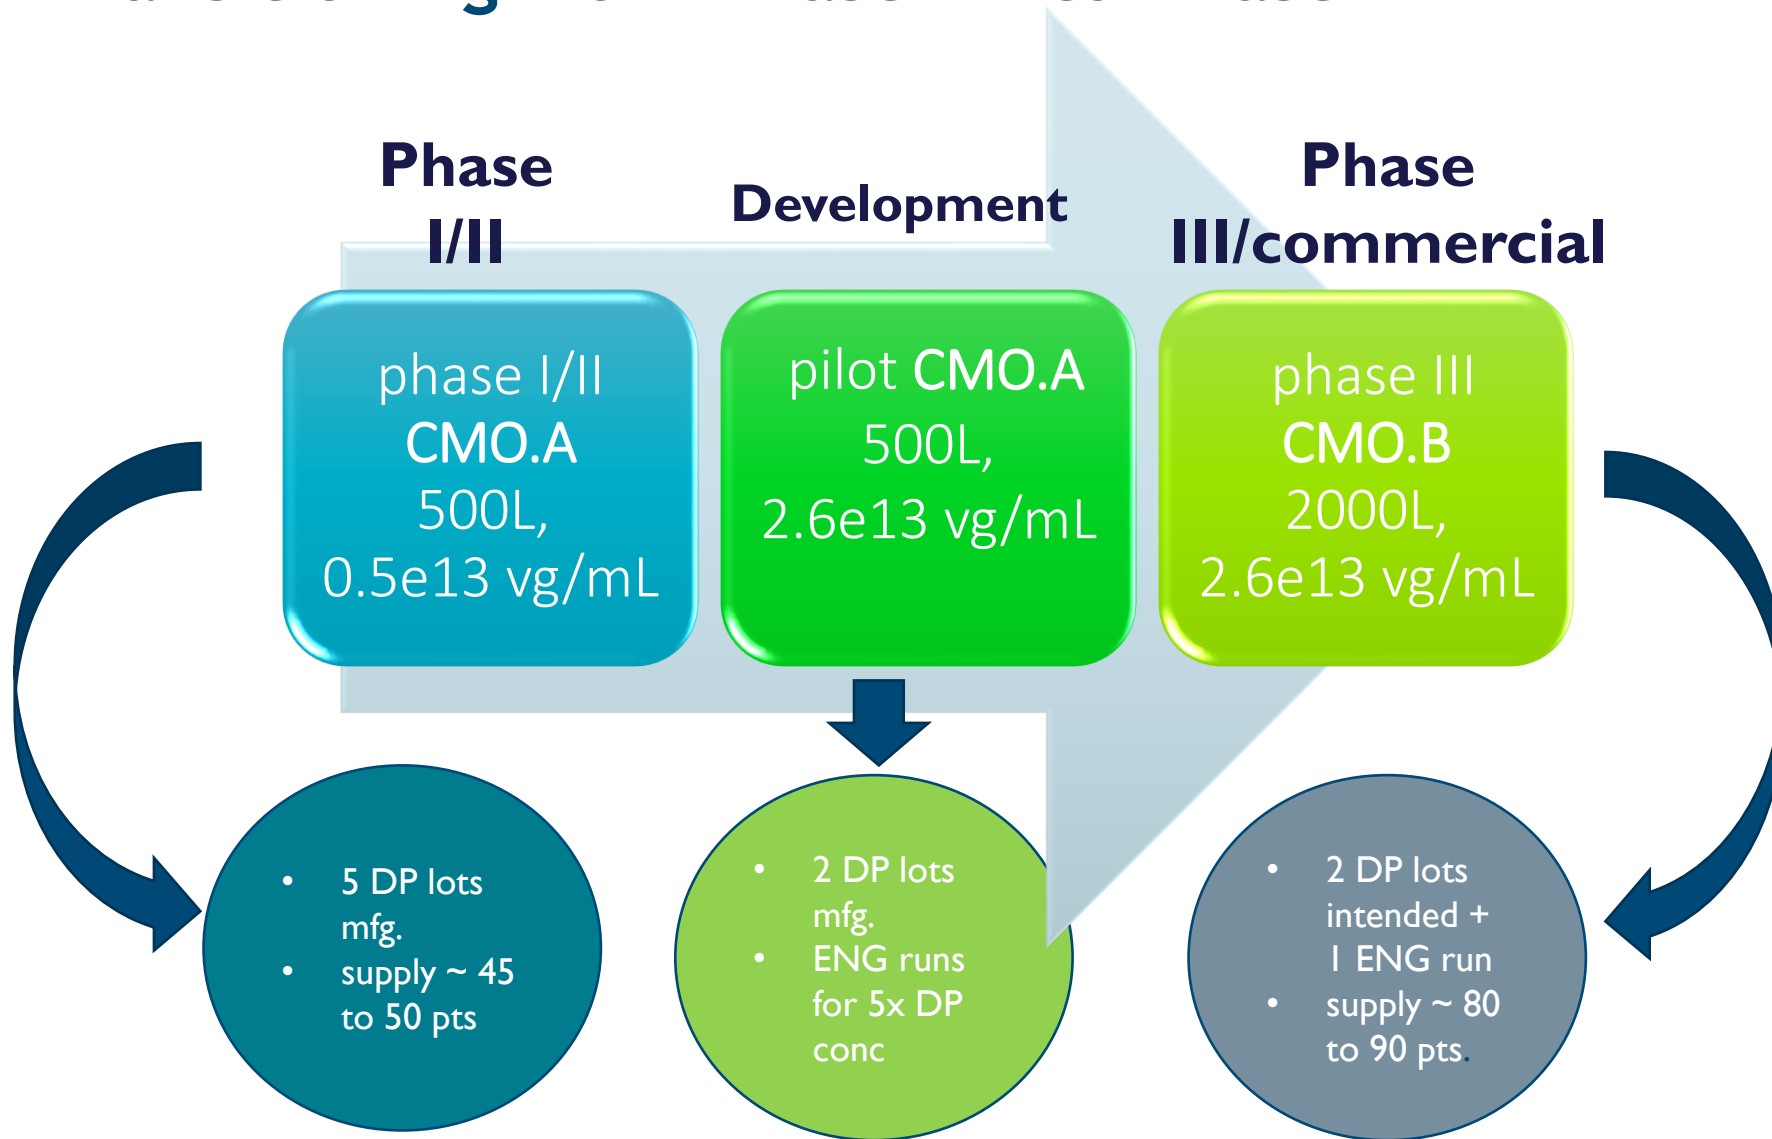 Phase
I/II
Development
Phase
III/commercial
phase I/II
CMO.A
500L,
0.5e13 vg/mL
pilot CMO.A
500L,
2.6e13 vg/mL
phase III
CMO.B
2000L,
2.6e13 vg/mL
• 5 DP lots
mfg.
• supply ~ 45
to 50 pts
• 2 DP lots
mfg.
• ENG runs
for 5x DP
conc
• 2 DP lots
intended +
1 ENG run
• supply ~ 80
to 90 pts.